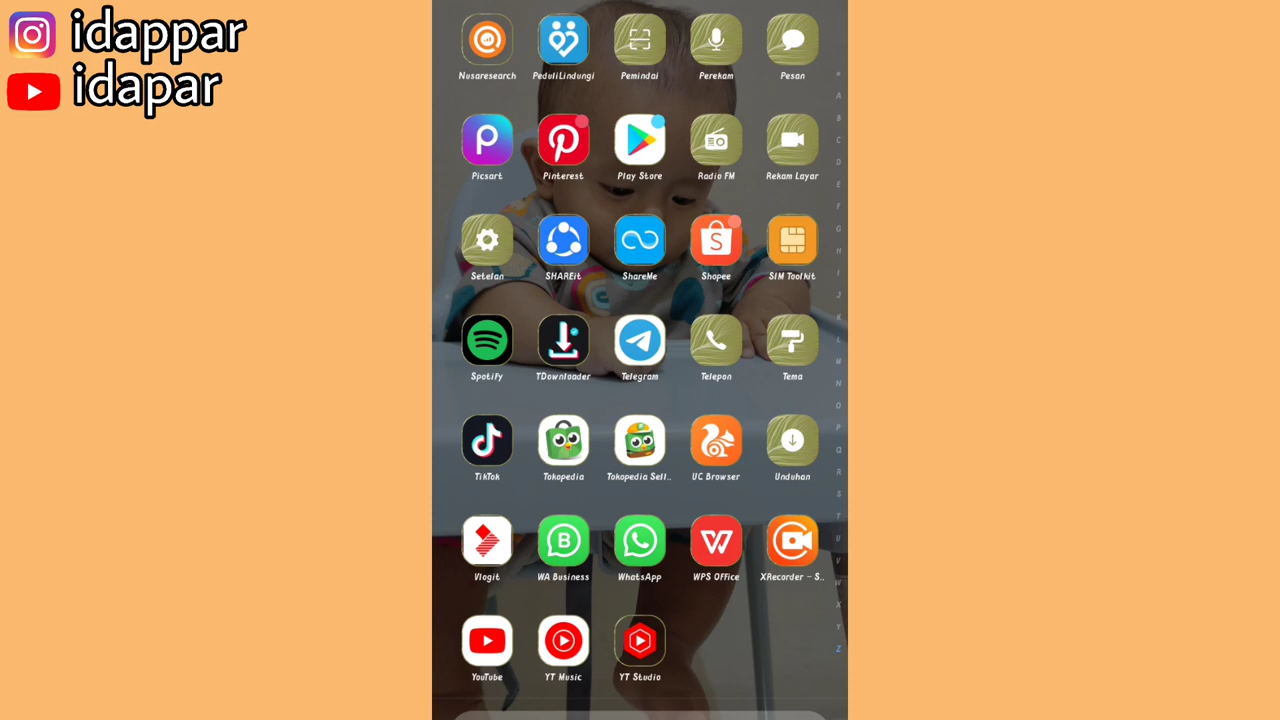 idappar
idapar
Nusaresearch PeduliLindungi Pemindai Perekam Pesan
Picsart Pinterest Play Store Radio FM Rekam Layar
Setelan SHAREit ShareMe Shopee SIM Toolkit
Spotify TDownloader Telegram Telepon Tema
TikTok Tokopedia Tokopedia Sell.. UC Browser Unduhan
Vlogit WA Business WhatsApp WPS Office XRecorder - S..
YouTube YT Music YT Studio
A
B
C
D
E
F
G
H
I
J
K
L
M
N
O
P
Q
R
S
T
U
V
W
X
Y
Z